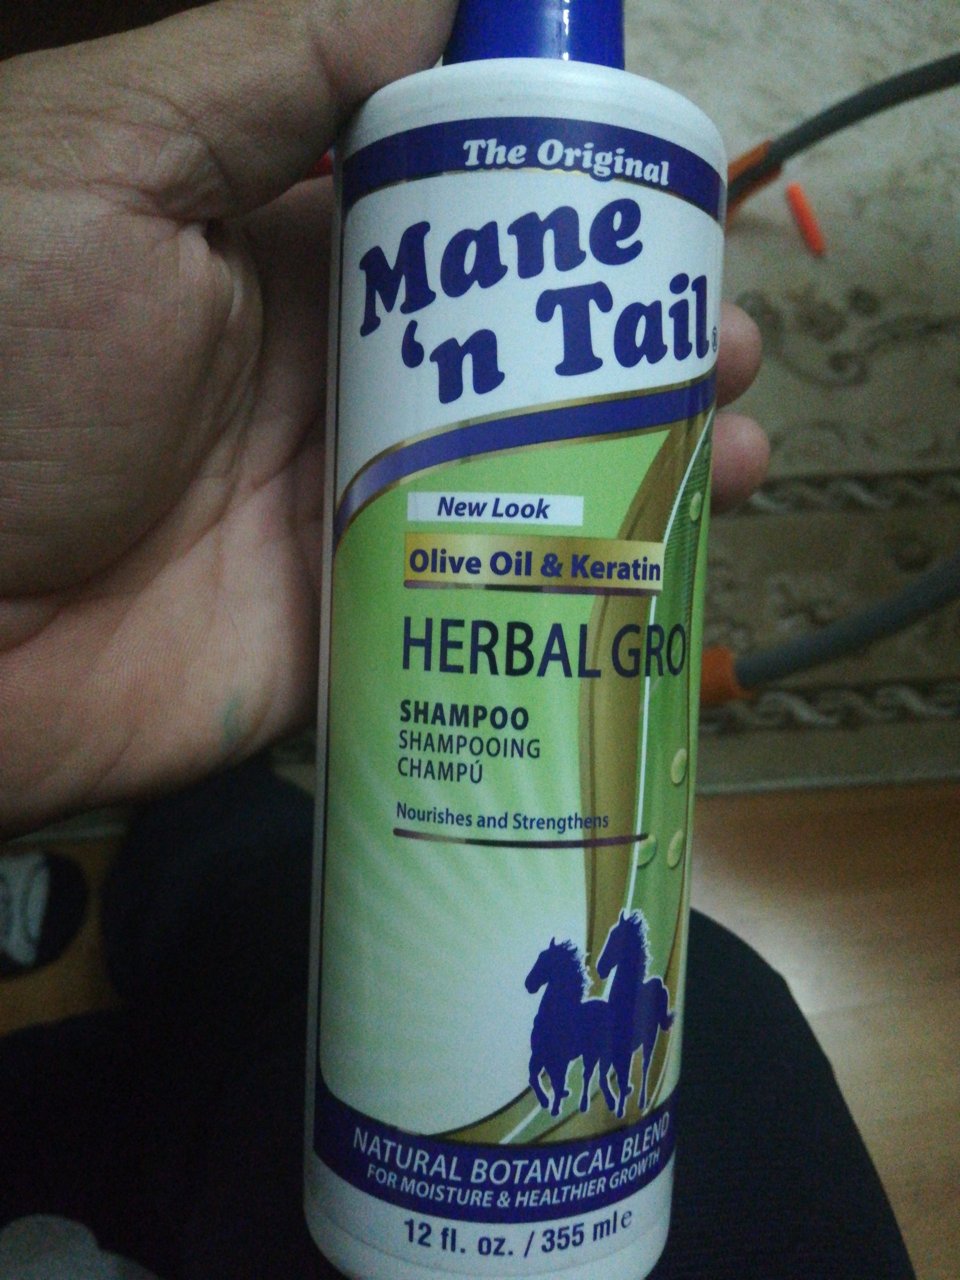 The Original
Mane
'n Tail®
New Look
Olive Oil & Keratin
HERBAL GRO
SHAMPOO
SHAMPOOING
CHAMPÚ
Nourishes and Strengthens
NATURAL BOTANICAL BLEND
FOR MOISTURE & HEALTHIER GROWTH
12 fl. oz. / 355 ml e